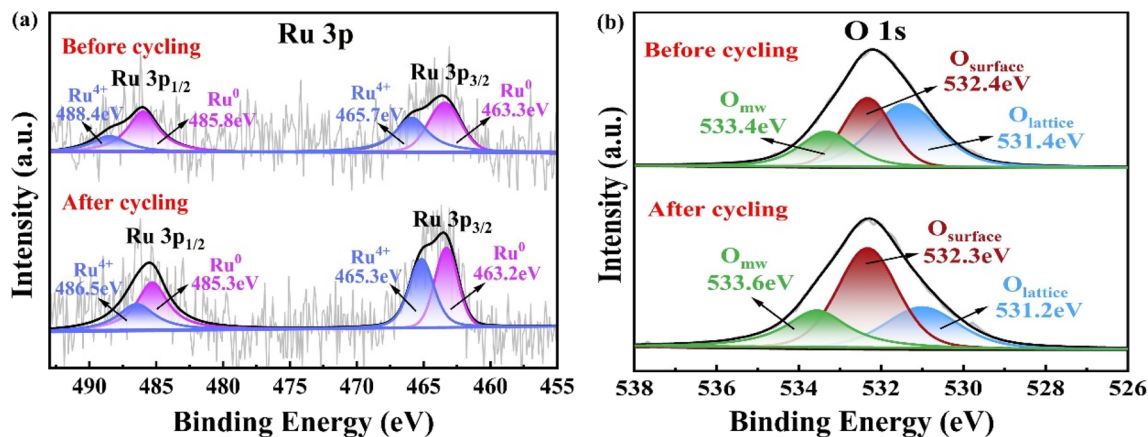 (a)
Ru 3p
Before cycling
Ru 3p1/2
Ru4+
488.4eV
Ru0
485.8eV
Ru 3p3/2
Ru4+
465.7eV
Ru0
463.3eV
After cycling
Ru 3p1/2
Ru4+
486.5eV
Ru0
485.3eV
Ru 3p3/2
Ru4+
465.3eV
Ru0
463.2eV
Intensity (a.u.)
490 485 480 475 470 465 460 455
Binding Energy (eV)
(b)
O 1s
Before cycling
Osurface
532.4eV
Omw
533.4eV
Olattice
531.4eV
After cycling
Osurface
532.3eV
Omw
533.6eV
Olattice
531.2eV
Intensity (a.u.)
538 536 534 532 530 528 526
Binding Energy (eV)